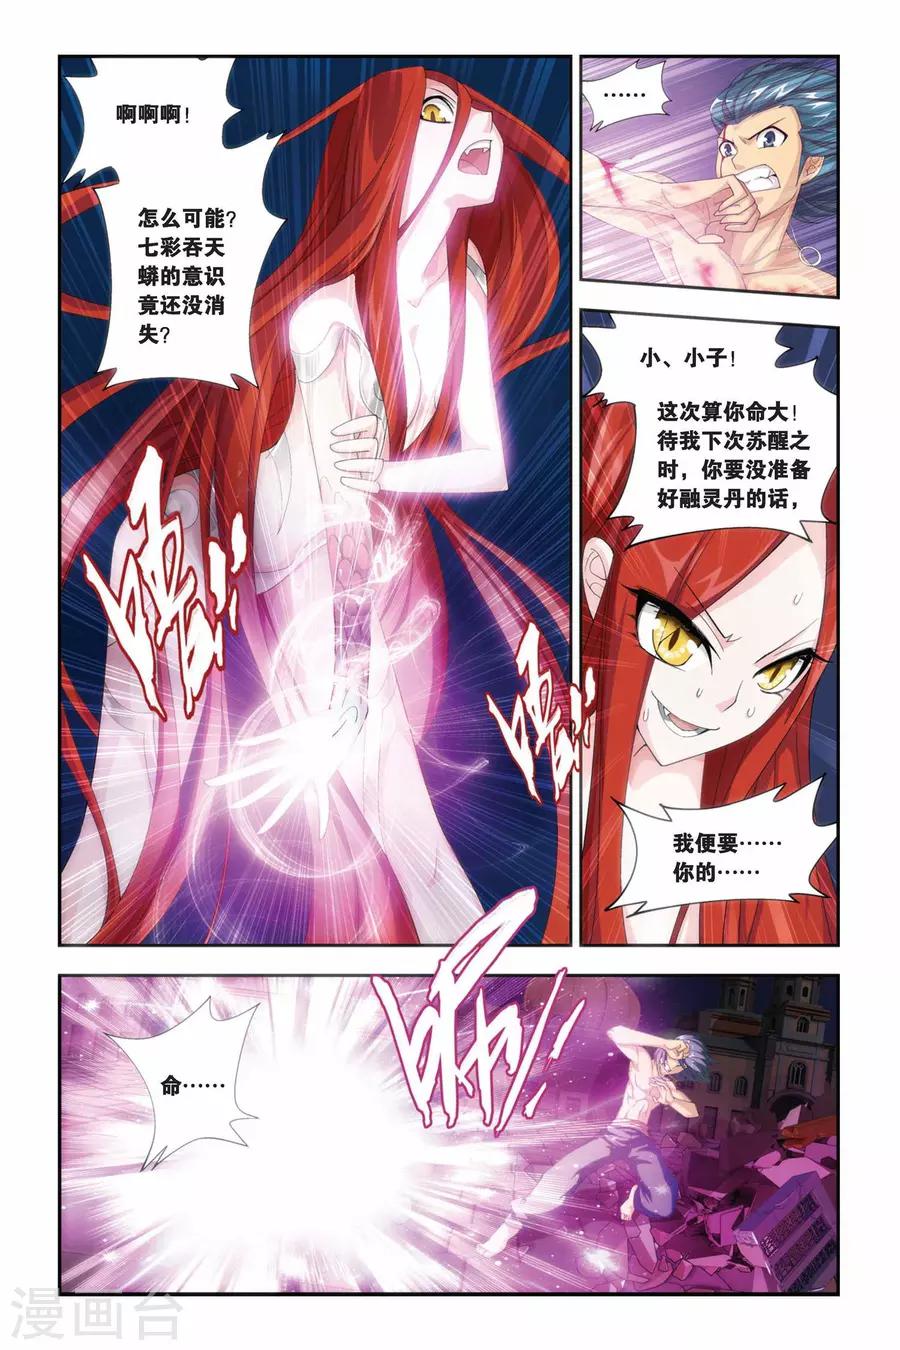 啊啊啊！
怎么可能？
七彩吞天
蟒的意识
竟还没消
失？
……
小、小子！
这次算你命大！
待我下次苏醒之
时，你要没准备
好融灵丹的话，
我便要……
你的……
命……
漫画台